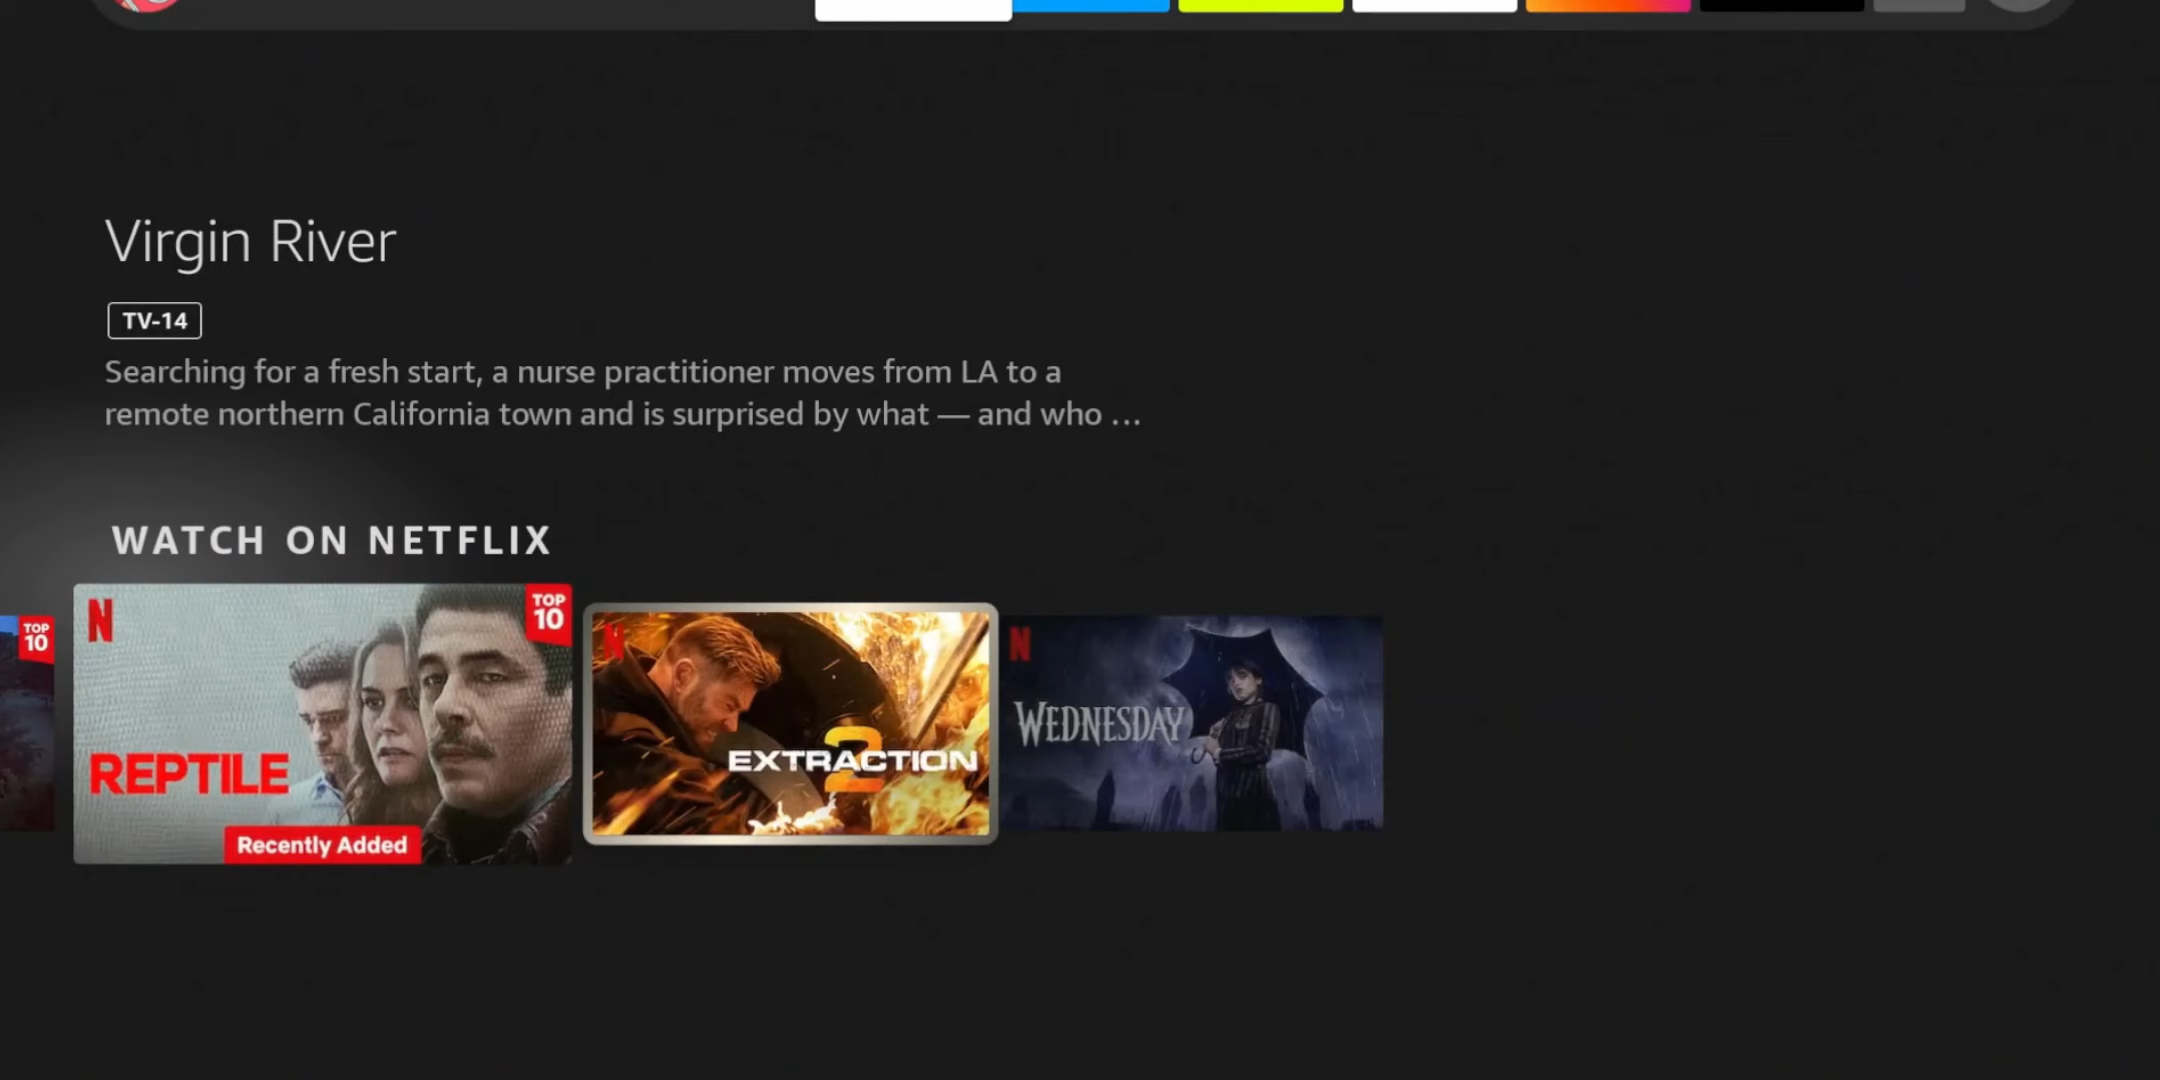 Virgin River
TV-14
Searching for a fresh start, a nurse practitioner moves from LA to a
remote northern California town and is surprised by what — and who ...
WATCH ON NETFLIX
TOP
10
N
TOP
10
REPTILE
Recently Added
N
EXTRACTION
2
N
WEDNESDAY